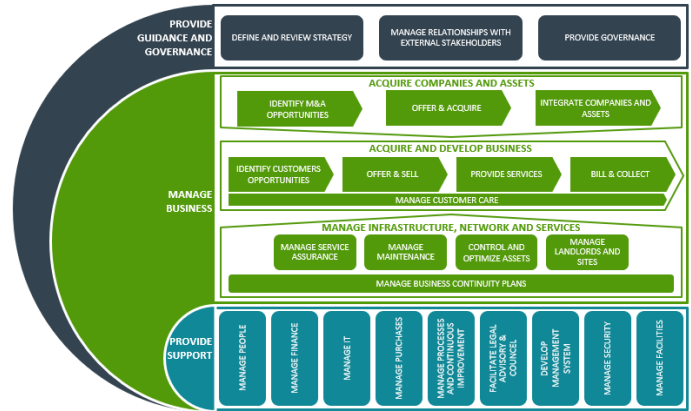 PROVIDE
GUIDANCE AND
GOVERNANCE
DEFINE AND REVIEW STRATEGY
MANAGE RELATIONSHIPS WITH
EXTERNAL STAKEHOLDERS
PROVIDE GOVERNANCE
MANAGE
BUSINESS
ACQUIRE COMPANIES AND ASSETS
IDENTIFY M&A
OPPORTUNITIES
OFFER & ACQUIRE
INTEGRATE COMPANIES AND
ASSETS
ACQUIRE AND DEVELOP BUSINESS
IDENTIFY CUSTOMERS
OPPORTUNITIES
OFFER & SELL
PROVIDE SERVICES
BILL & COLLECT
MANAGE CUSTOMER CARE
MANAGE INFRASTRUCTURE, NETWORK AND SERVICES
MANAGE SERVICE
ASSURANCE
MANAGE
MAINTENANCE
CONTROL AND
OPTIMIZE ASSETS
MANAGE
LANDLORDS AND
SITES
MANAGE BUSINESS CONTINUITY PLANS
PROVIDE
SUPPORT
MANAGE PEOPLE
MANAGE FINANCE
MANAGE IT
MANAGE PURCHASES
MANAGE PROCESSES
AND CONTINUOUS
IMPROVEMENT
FACILITATE LEGAL
ADVISORY &
COUNCEL
DEVELOP
MANAGEMENT
SYSTEM
MANAGE SECURITY
MANAGE FACILITIES